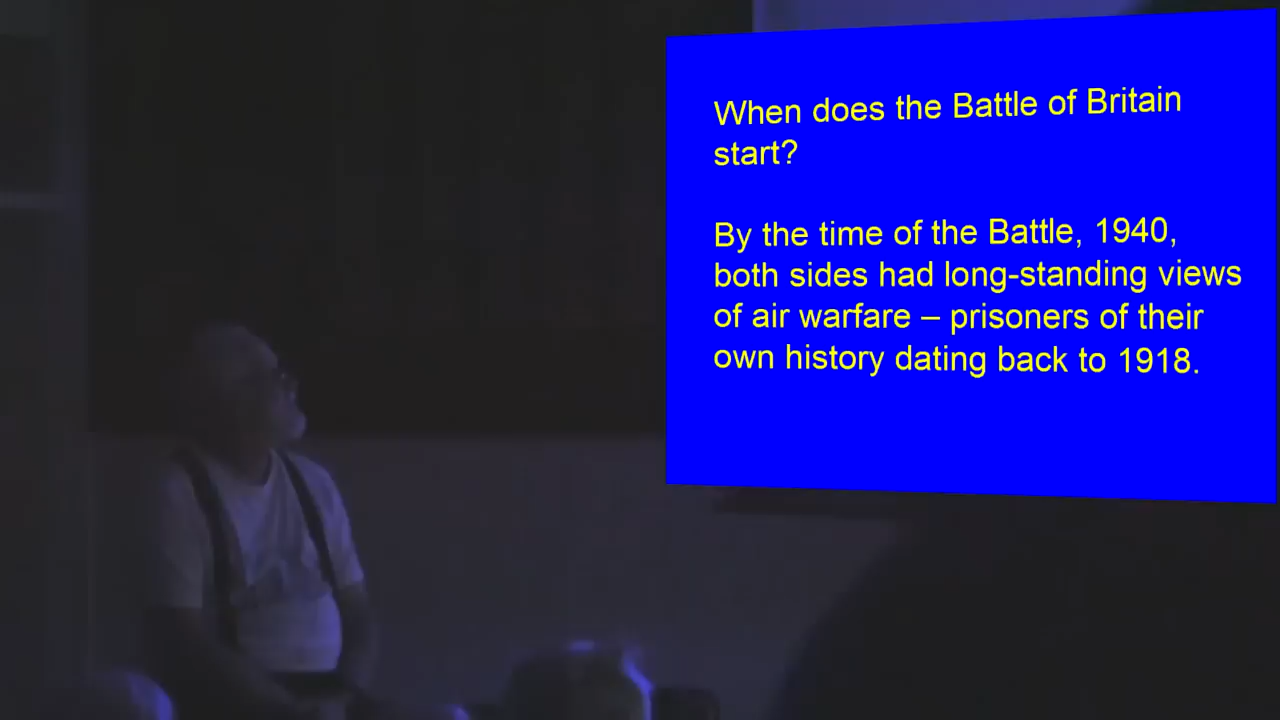 When does the Battle of Britain
start?
By the time of the Battle, 1940,
both sides had long-standing views
of air warfare – prisoners of their
own history dating back to 1918.